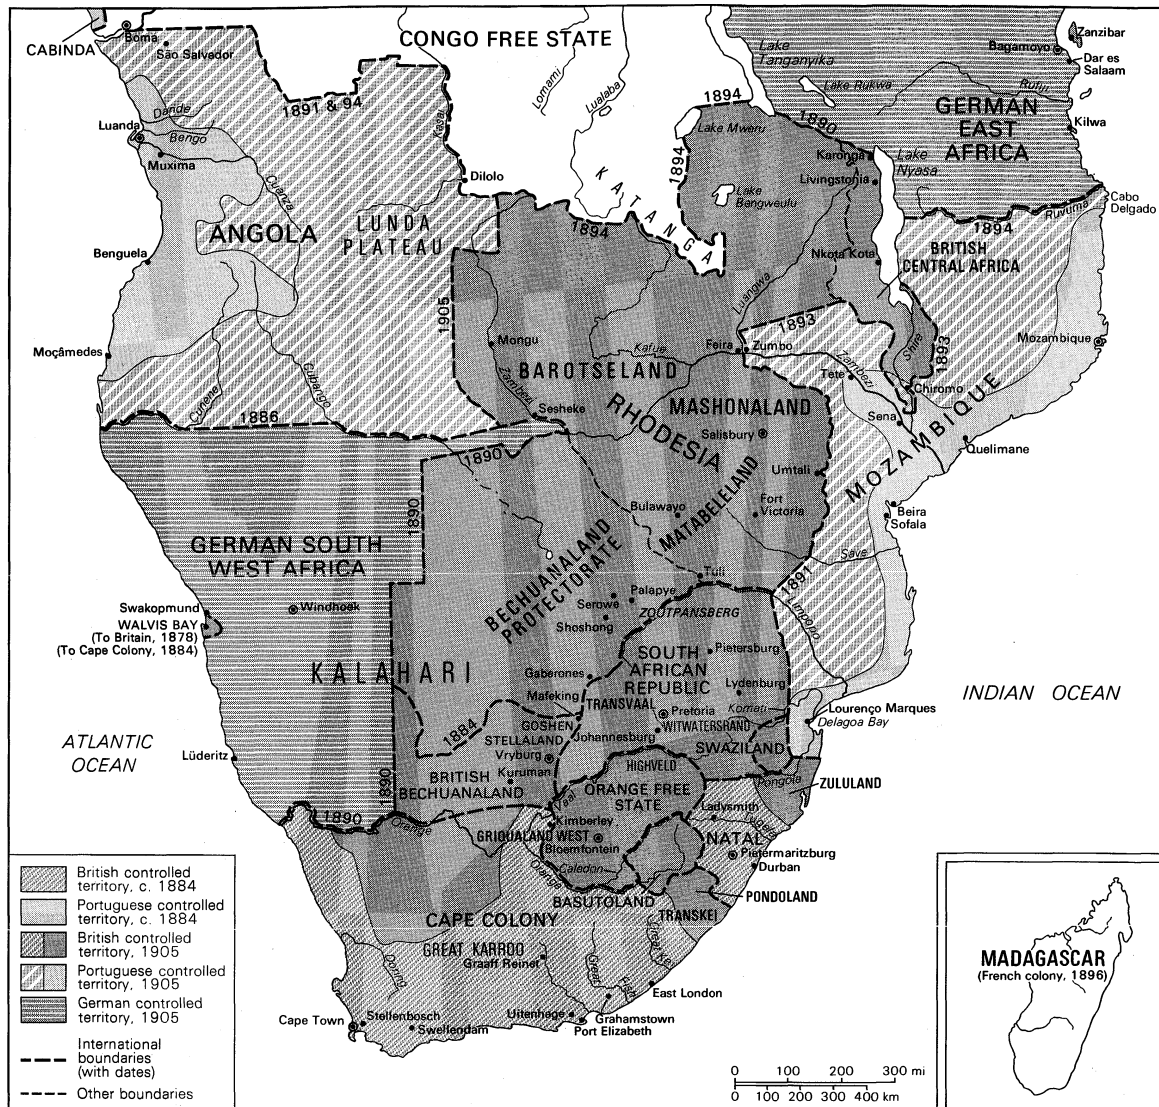 CONGO FREE STATE
CABINDA
Boma
São Salvador
1891 & 94
Kasai
Lomami
Lualaba
1894
Lake
Tanganyika
Bagamoyo
Zanzibar
Dar es
Salaam
Lake Rukwa
Rufiji
GERMAN
EAST
AFRICA
Kilwa
Dande
Luanda
Bengo
Muxima
Cuanza
Dilolo
KATANGA
1894
Lake Mweru
1890
Karonga
Lake
Nyasa
Livingstonia
Lake
Bengweulu
Cabo
Delgado
Ruvuma
1894
ANGOLA
LUNDA
PLATEAU
1894
Benguela
Nkota Kota
BRITISH
CENTRAL AFRICA
Luangwa
1905
1893
Moçâmedes
Mongu
Kafue
Feira
Zumbo
Zambezi
Tete
Shire
1893
Mozambique
Chiromo
BAROTSELAND
Cunene
Cubango
Zambezi
Sesheke
RHODESIA
MASHONALAND
Salisbury
Sena
MOZAMBIQUE
Quelimane
1886
1890
Umtali
1890
Bulawayo
MATABELELAND
Fort
Victoria
Beira
Sofala
GERMAN SOUTH
WEST AFRICA
BECHUANALAND
PROTECTORATE
Save
Tuli
1891
Limpopo
Swakopmund
WALVIS BAY
(To Britain, 1878)
(To Cape Colony, 1884)
Windhoek
Serowe
Palapye
Shoshong
ZOUTPANSBERG
KALAHARI
SOUTH
AFRICAN
REPUBLIC
Pietersburg
Gaberones
Lydenburg
Mafeking
TRANSVAAL
Pretoria
Komati
WITWATERSRAND
Lourenço Marques
Delagoa Bay
INDIAN OCEAN
ATLANTIC
OCEAN
1884
GOSHEN
STELLALAND
Vryburg
Johannesburg
SWAZILAND
Lüderitz
HIGHVELD
BRITISH
BECHUANALAND
Kuruman
1890
Vaal
ORANGE FREE
STATE
Pongola
ZULULAND
Ladysmith
Tugela
1890
Orange
Kimberley
GRIQUALAND WEST
Bloemfontein
NATAL
Pietermaritzburg
Durban
Caledon
Orange
BASUTOLAND
PONDOLAND
TRANSKEI
CAPE COLONY
GREAT KARROO
Graaff Reinet
Doring
Great Fish
Great Kei
East London
Cape Town
Stellenbosch
Swellendam
Uitenhage
Grahamstown
Port Elizabeth
British controlled
territory, c. 1884
Portuguese controlled
territory, c. 1884
British controlled
territory, 1905
Portuguese controlled
territory, 1905
German controlled
territory, 1905
International
boundaries
(with dates)
Other boundaries
0 100 200 300 mi
0 100 200 300 400 km
MADAGASCAR
(French colony, 1896)